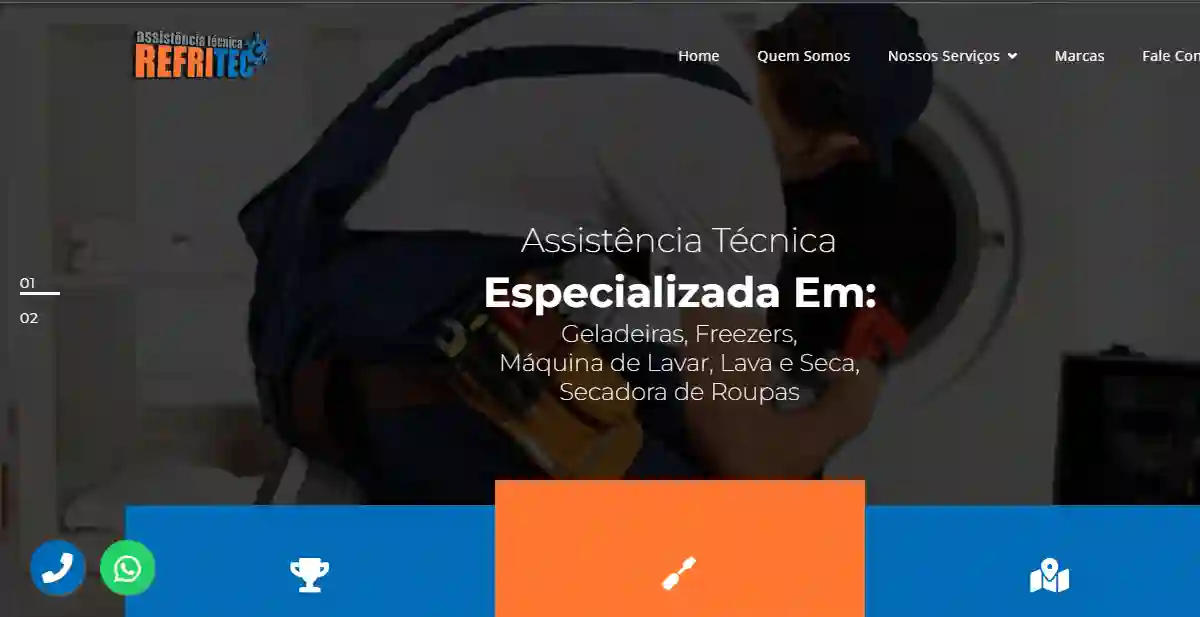 assistência técnica
REFRITEC
Home
Quem Somos
Nossos Serviços
Marcas
Fale Con
01
02
Assistência Técnica
Especializada Em:
Geladeiras, Freezers,
Máquina de Lavar, Lava e Seca,
Secadora de Roupas